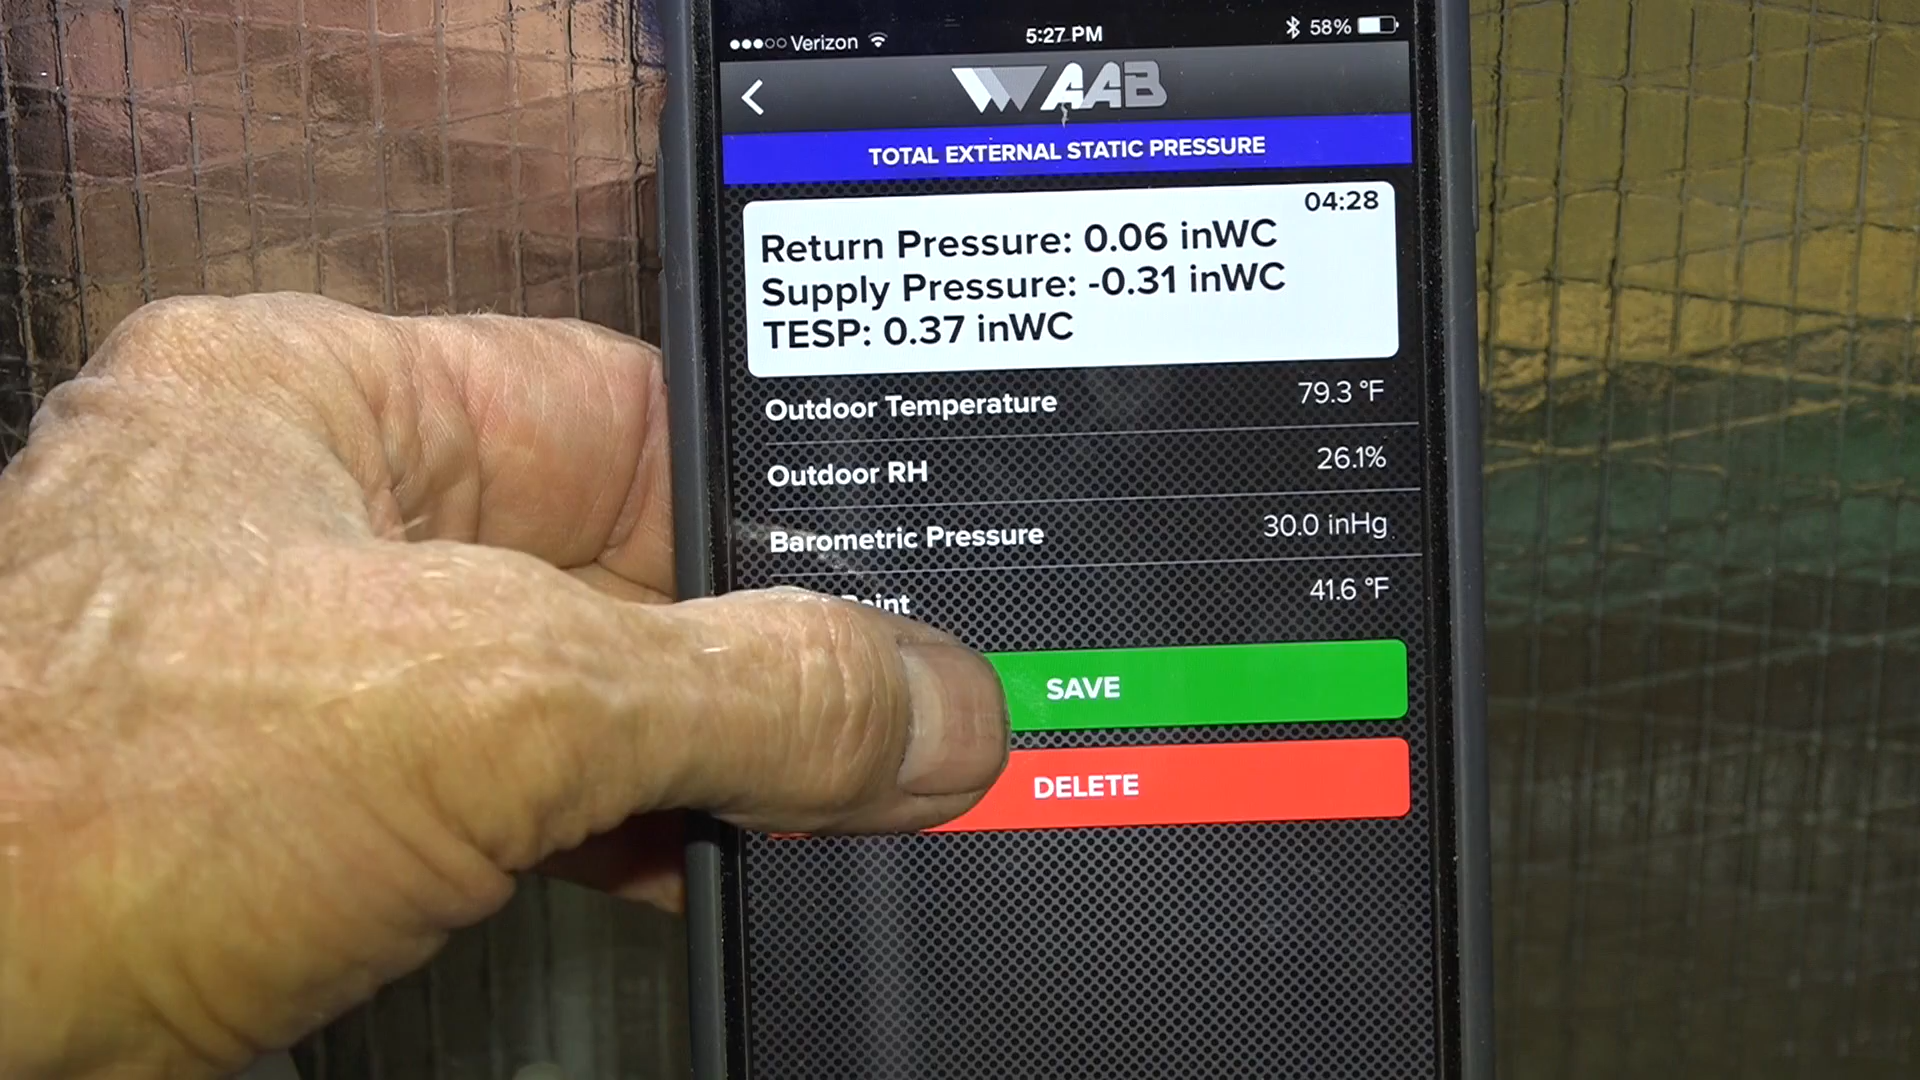 Verizon 5:27 PM 58%
AAB
TOTAL EXTERNAL STATIC PRESSURE
04:28
Return Pressure: 0.06 inWC
Supply Pressure: -0.31 inWC
TESP: 0.37 inWC
Outdoor Temperature 79.3 °F
Outdoor RH 26.1%
Barometric Pressure 30.0 inHg
41.6 °F
SAVE
DELETE